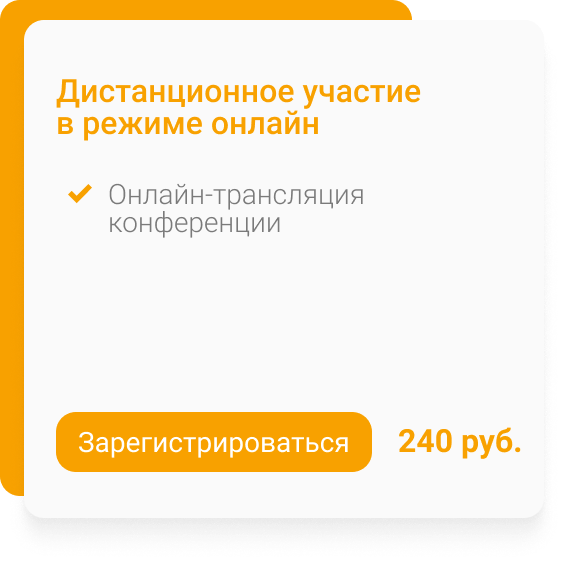 Дистанционное участие
в режиме онлайн
Онлайн-трансляция
конференции
Зарегистрироваться
240 руб.